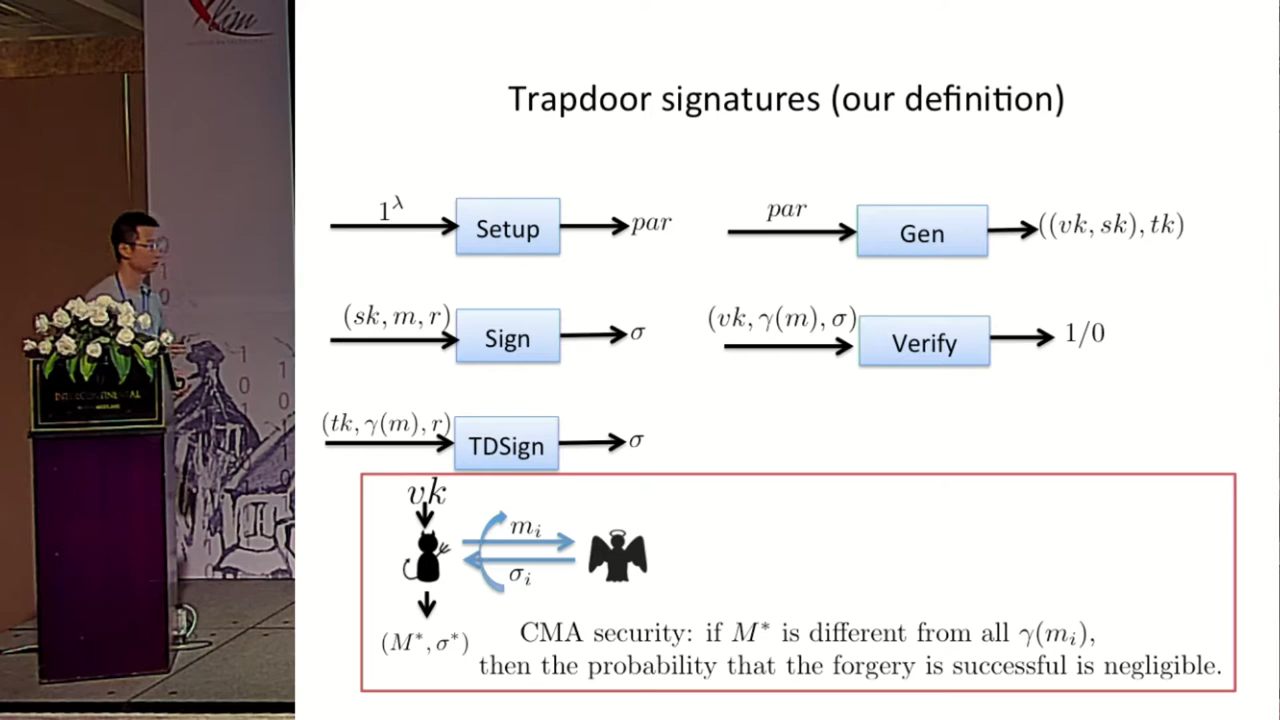 Xlim
Trapdoor signatures (our definition)
1^λ
Setup
par
par
Gen
((vk, sk), tk)
(sk, m, r)
Sign
σ
(vk, γ(m), σ)
Verify
1/0
(tk, γ(m), r)
TDSign
σ
vk
m_i
σ_i
(M*, σ*)
CMA security: if M* is different from all γ(m_i),
then the probability that the forgery is successful is negligible.
INTERCONTINENTAL